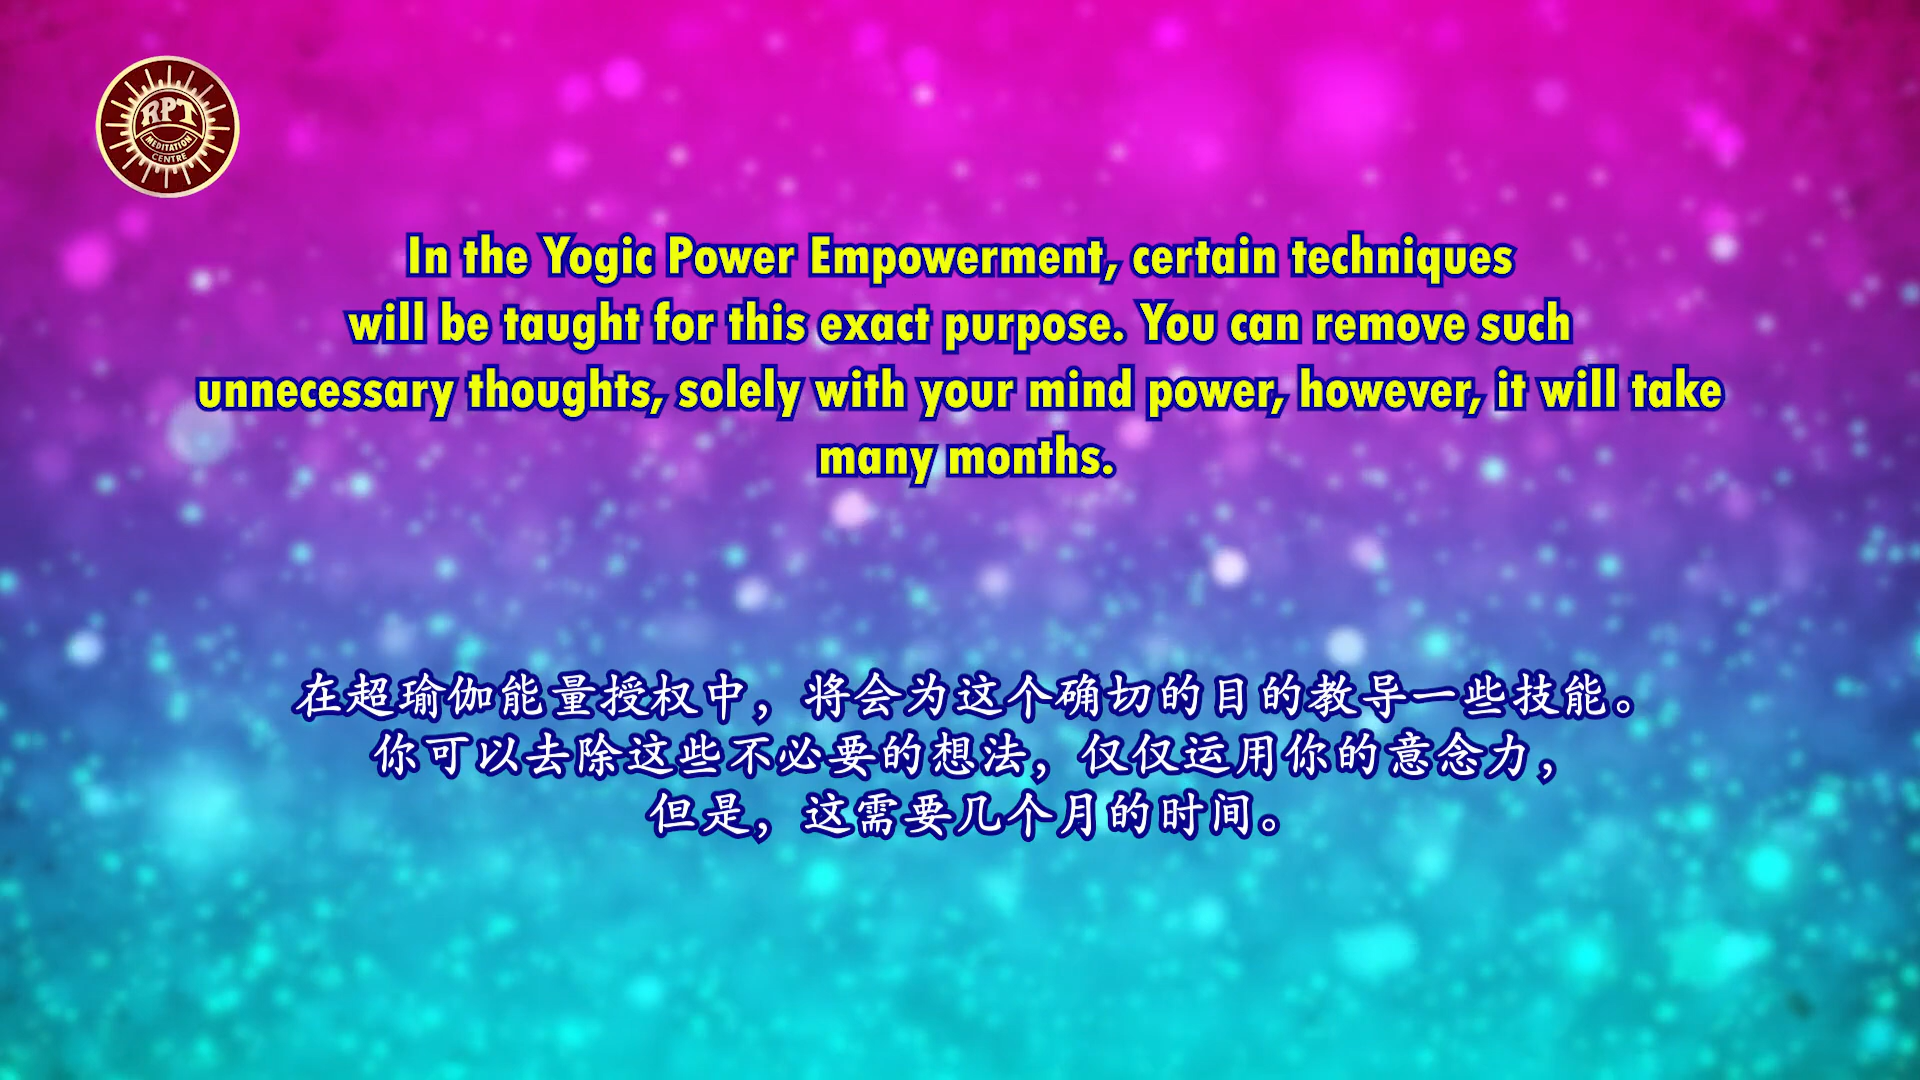 RPT
MEDITATION
CENTRE
In the Yogic Power Empowerment, certain techniques
will be taught for this exact purpose. You can remove such
unnecessary thoughts, solely with your mind power, however, it will take
many months.
在超瑜伽能量授权中，将会为这个确切的目的教导一些技能。
你可以去除这些不必要的想法，仅仅运用你的意念力，
但是，这需要几个月的时间。